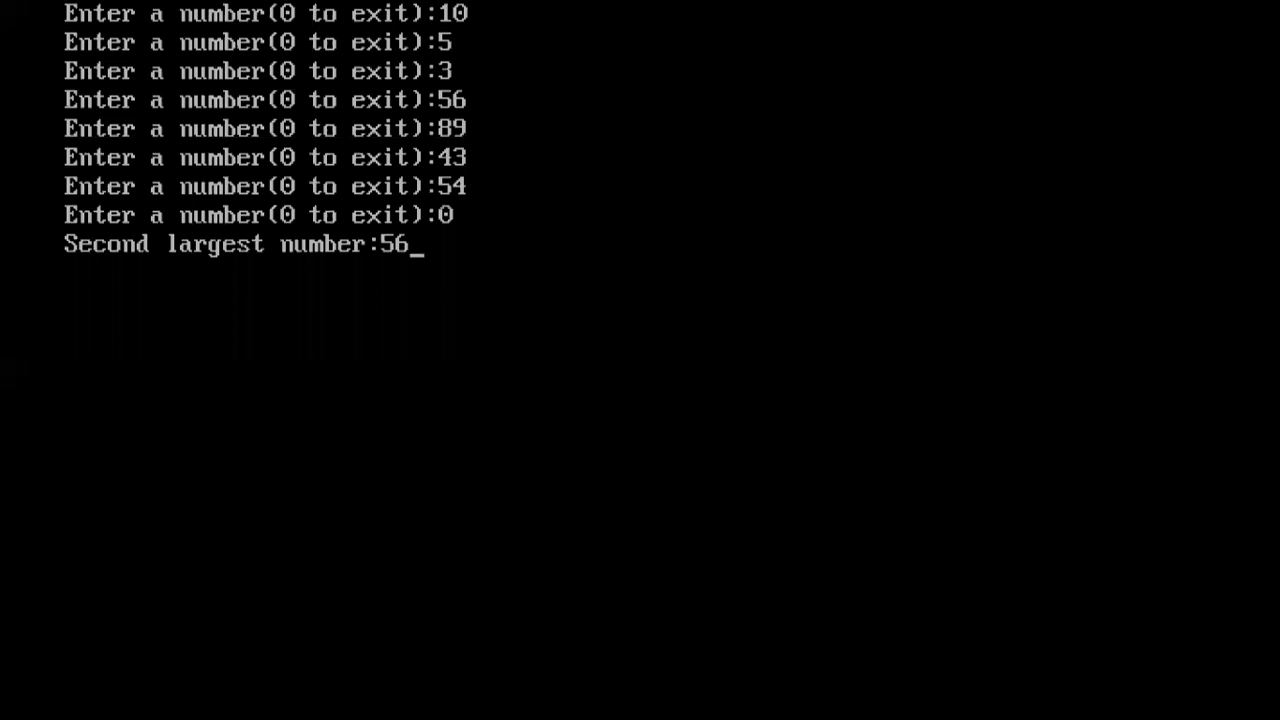 Enter a number(0 to exit):10
Enter a number(0 to exit):5
Enter a number(0 to exit):3
Enter a number(0 to exit):56
Enter a number(0 to exit):89
Enter a number(0 to exit):43
Enter a number(0 to exit):54
Enter a number(0 to exit):0
Second largest number:56_